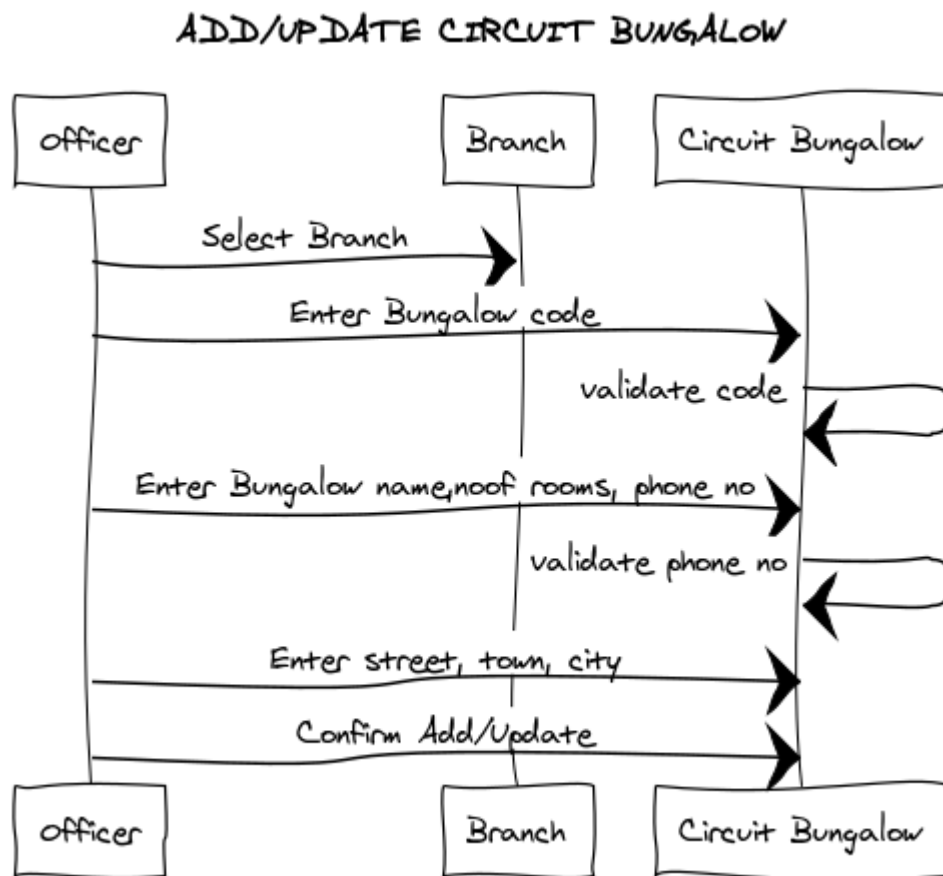 ADD/UPDATE CIRCUIT BUNGALOW
Officer
Branch
Circuit Bungalow
Select Branch
Enter Bungalow code
validate code
Enter Bungalow name,noof rooms, phone no
validate phone no
Enter street, town, city
Confirm Add/Update
Officer
Branch
Circuit Bungalow